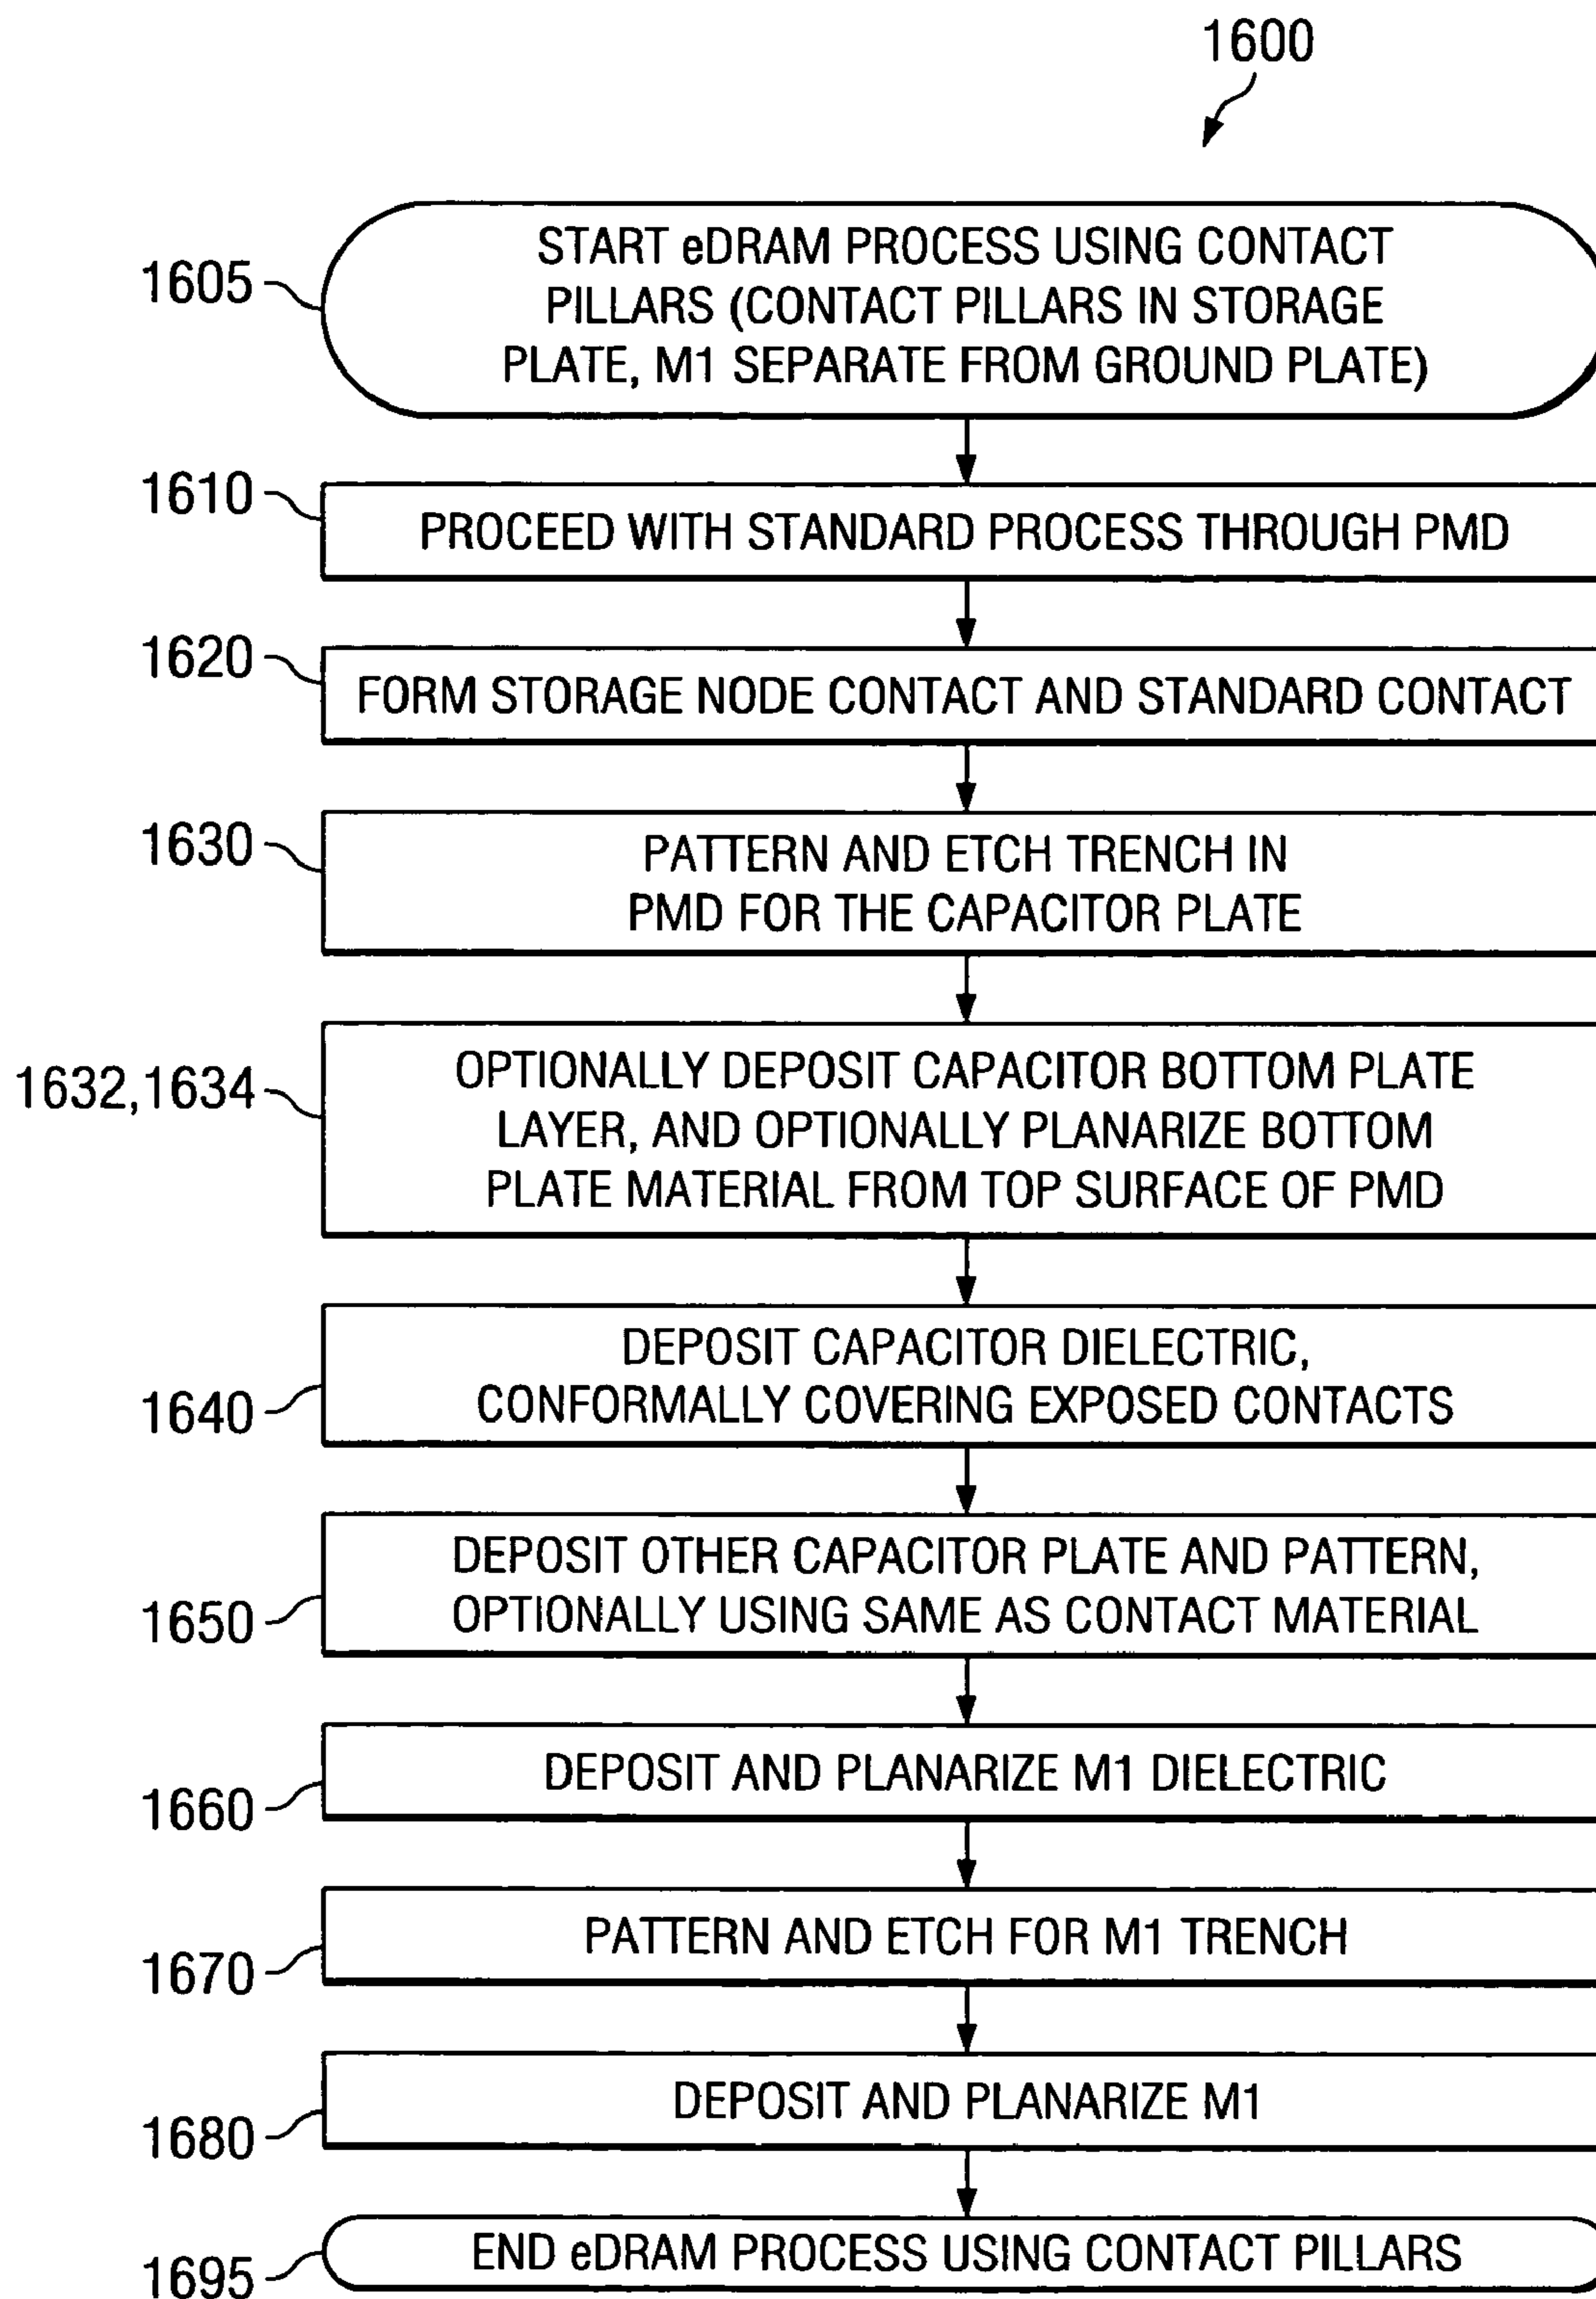 1600
START eDRAM PROCESS USING CONTACT
PILLARS (CONTACT PILLARS IN STORAGE
PLATE, M1 SEPARATE FROM GROUND PLATE)
1605
1610
PROCEED WITH STANDARD PROCESS THROUGH PMD
1620
FORM STORAGE NODE CONTACT AND STANDARD CONTACT
1630
PATTERN AND ETCH TRENCH IN
PMD FOR THE CAPACITOR PLATE
1632,1634
OPTIONALLY DEPOSIT CAPACITOR BOTTOM PLATE
LAYER, AND OPTIONALLY PLANARIZE BOTTOM
PLATE MATERIAL FROM TOP SURFACE OF PMD
DEPOSIT CAPACITOR DIELECTRIC,
CONFORMALLY COVERING EXPOSED CONTACTS
1640
DEPOSIT OTHER CAPACITOR PLATE AND PATTERN,
OPTIONALLY USING SAME AS CONTACT MATERIAL
1650
DEPOSIT AND PLANARIZE M1 DIELECTRIC
1660
PATTERN AND ETCH FOR M1 TRENCH
1670
DEPOSIT AND PLANARIZE M1
1680
END eDRAM PROCESS USING CONTACT PILLARS
1695